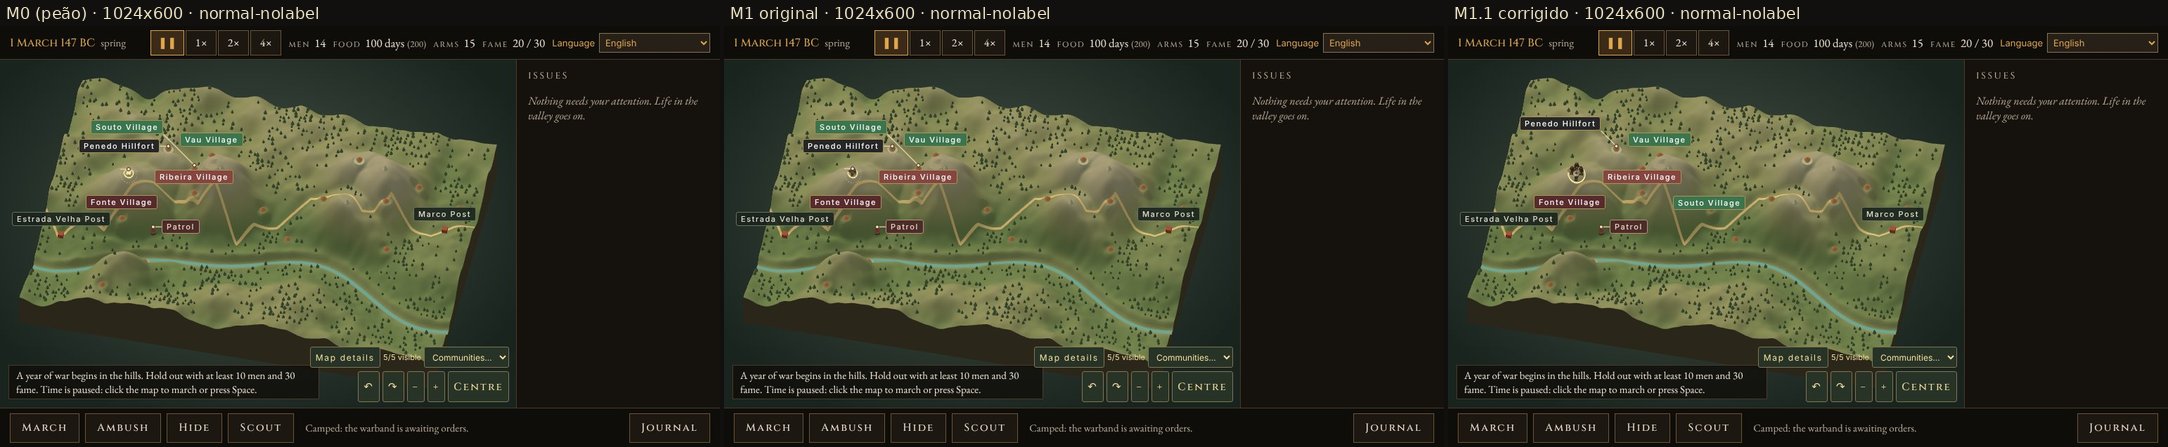 M0 (peão) · 1024x600 · normal-nolabel
1 MARCH 147 BC spring
❚❚ 1× 2× 4×
MEN 14 FOOD 100 days (200) ARMS 15 FAME 20 / 30
Language English
ISSUES
Nothing needs your attention. Life in the
valley goes on.
Souto Village
Vau Village
Penedo Hillfort
Ribeira Village
Fonte Village
Estrada Velha Post
Marco Post
Patrol
Map details 5/5 visible Communities...
A year of war begins in the hills. Hold out with at least 10 men and 30
fame. Time is paused: click the map to march or press Space.
↶ ↷ − + CENTRE
MARCH AMBUSH HIDE SCOUT Camped: the warband is awaiting orders. JOURNAL
M1 original · 1024x600 · normal-nolabel
1 MARCH 147 BC spring
❚❚ 1× 2× 4×
MEN 14 FOOD 100 days (200) ARMS 15 FAME 20 / 30
Language English
ISSUES
Nothing needs your attention. Life in the
valley goes on.
Souto Village
Vau Village
Penedo Hillfort
Ribeira Village
Fonte Village
Estrada Velha Post
Marco Post
Patrol
Map details 5/5 visible Communities...
A year of war begins in the hills. Hold out with at least 10 men and 30
fame. Time is paused: click the map to march or press Space.
↶ ↷ − + CENTRE
MARCH AMBUSH HIDE SCOUT Camped: the warband is awaiting orders. JOURNAL
M1.1 corrigido · 1024x600 · normal-nolabel
1 MARCH 147 BC spring
❚❚ 1× 2× 4×
MEN 14 FOOD 100 days (200) ARMS 15 FAME 20 / 30
Language English
ISSUES
Nothing needs your attention. Life in the
valley goes on.
Penedo Hillfort
Vau Village
Ribeira Village
Fonte Village
Souto Village
Estrada Velha Post
Marco Post
Patrol
Map details 5/5 visible Communities...
A year of war begins in the hills. Hold out with at least 10 men and 30
fame. Time is paused: click the map to march or press Space.
↶ ↷ − + CENTRE
MARCH AMBUSH HIDE SCOUT Camped: the warband is awaiting orders. JOURNAL